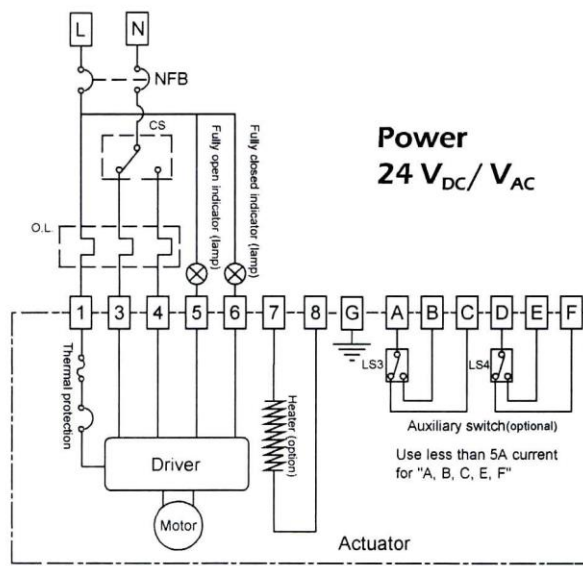 L N
NFB
CS
Power
24 VDC/ VAC
Fully open indicator (lamp)
Fully closed indicator (lamp)
O.L.
1 3 4 5 6 7 8 G A B C D E F
Thermal protection
LS3 LS4
Heater (option)
Auxiliary switch(optional)
Use less than 5A current
for "A, B, C, E, F"
Driver
Motor
Actuator